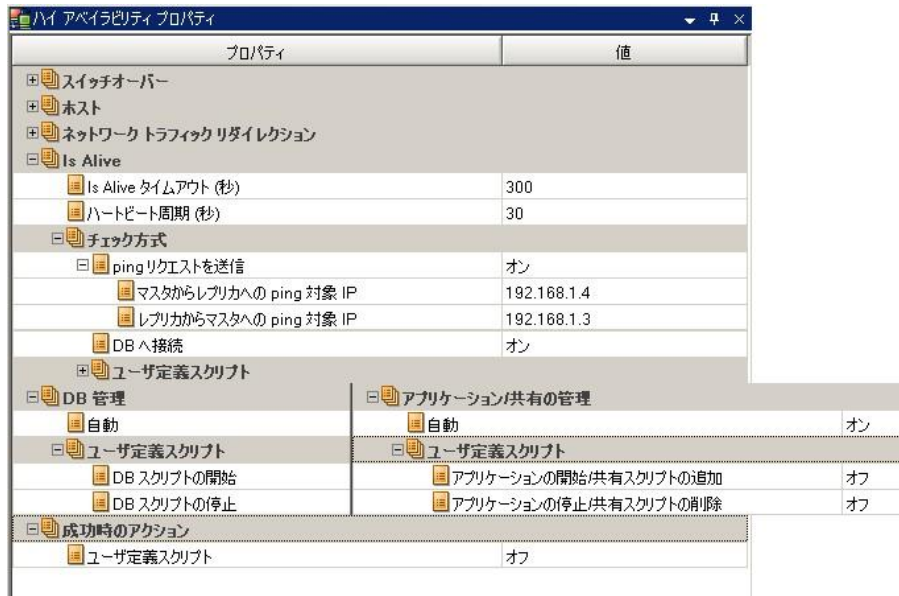 ハイ アベイラビリティ プロパティ
プロパティ 値
スイッチオーバー
ホスト
ネットワーク トラフィック リダイレクション
Is Alive
Is Alive タイムアウト (秒) 300
ハートビート周期 (秒) 30
チェック方式
ping リクエストを送信 オン
マスタからレプリカへの ping 対象 IP 192.168.1.4
レプリカからマスタへの ping 対象 IP 192.168.1.3
DB へ接続 オン
ユーザ定義スクリプト
DB 管理
自動
ユーザ定義スクリプト
DB スクリプトの開始
DB スクリプトの停止
アプリケーション/共有の管理
自動 オン
ユーザ定義スクリプト
アプリケーションの開始/共有スクリプトの追加 オフ
アプリケーションの停止/共有スクリプトの削除 オフ
成功時のアクション
ユーザ定義スクリプト オフ